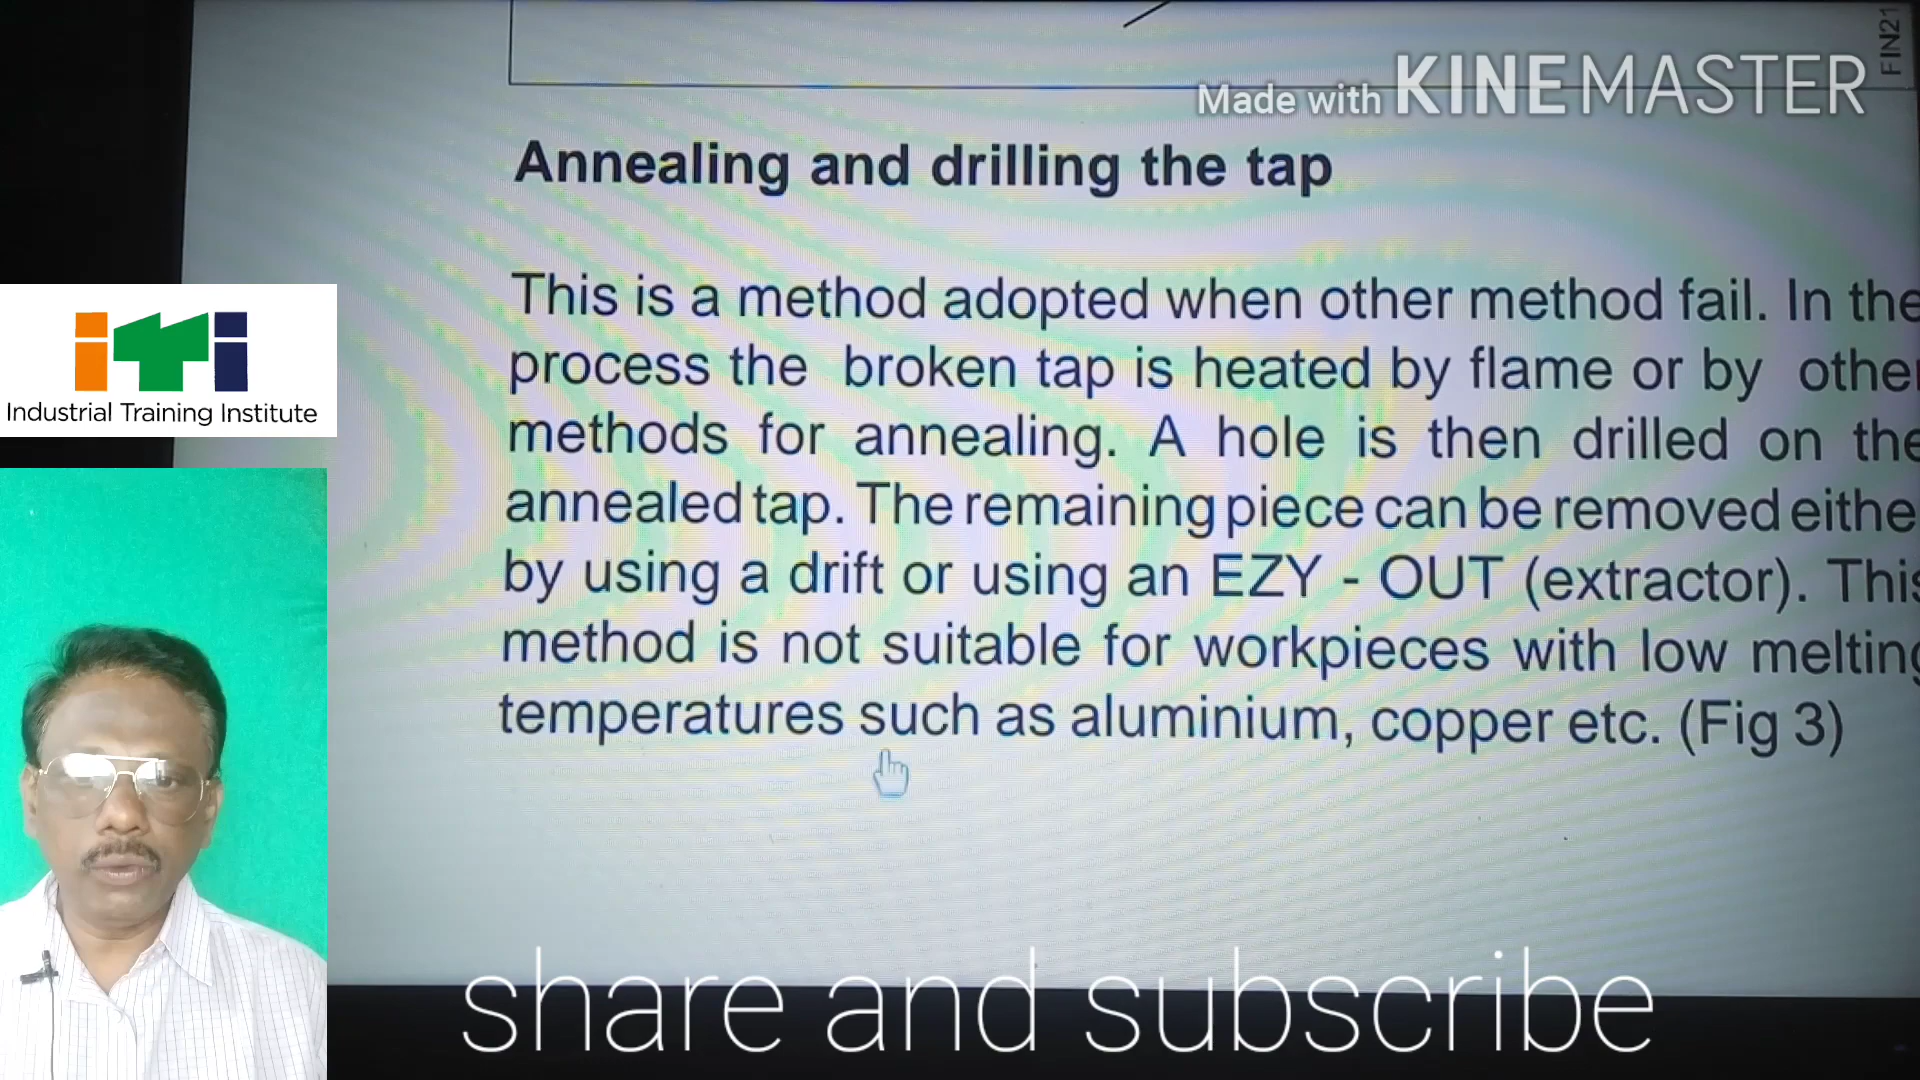 FIN21
Made with KINEMASTER
Annealing and drilling the tap
This is a method adopted when other method fail. In the
process the broken tap is heated by flame or by other
methods for annealing. A hole is then drilled on the
annealed tap. The remaining piece can be removed eithe
by using a drift or using an EZY - OUT (extractor). This
method is not suitable for workpieces with low melting
temperatures such as aluminium, copper etc. (Fig 3)
iTi
Industrial Training Institute
share and subscribe